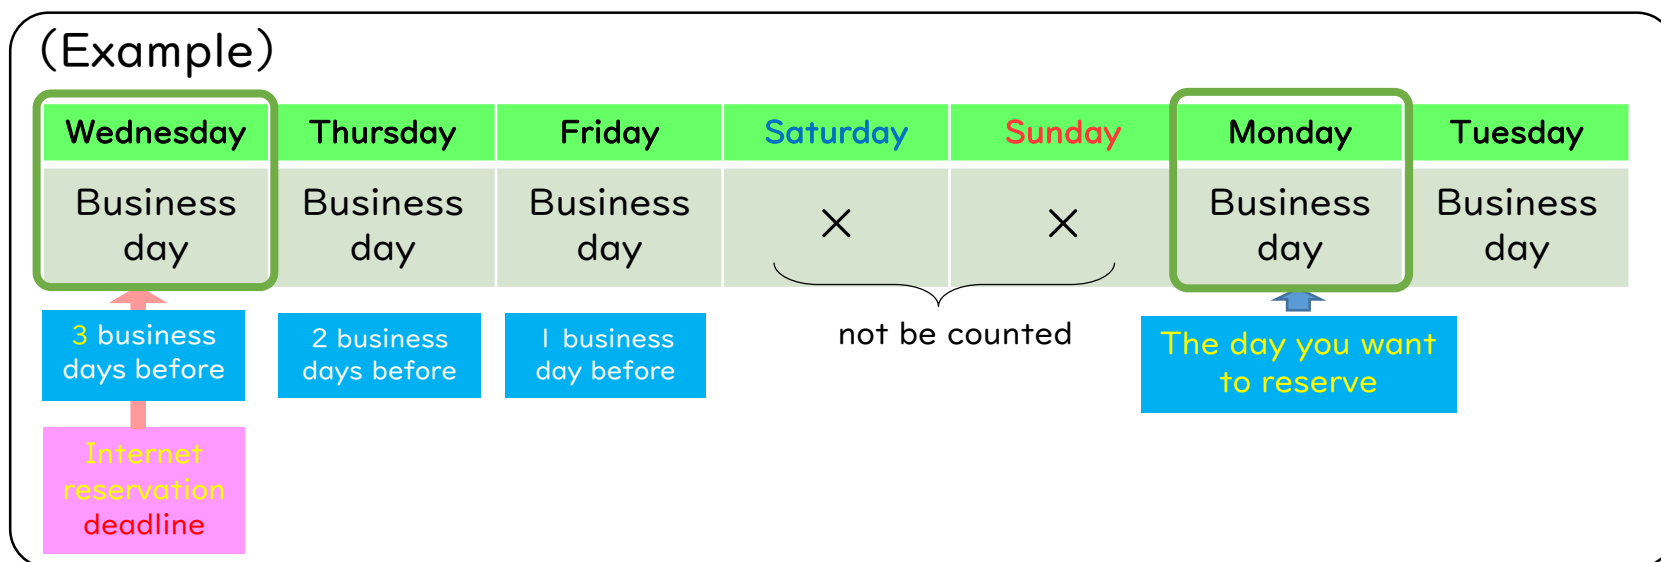 (Example)
Wednesday Thursday Friday Saturday Sunday Monday Tuesday
Business Business Business × × Business Business
day day day day day
3 business 2 business 1 business not be counted The day you want
days before days before day before to reserve
Internet
reservation
deadline